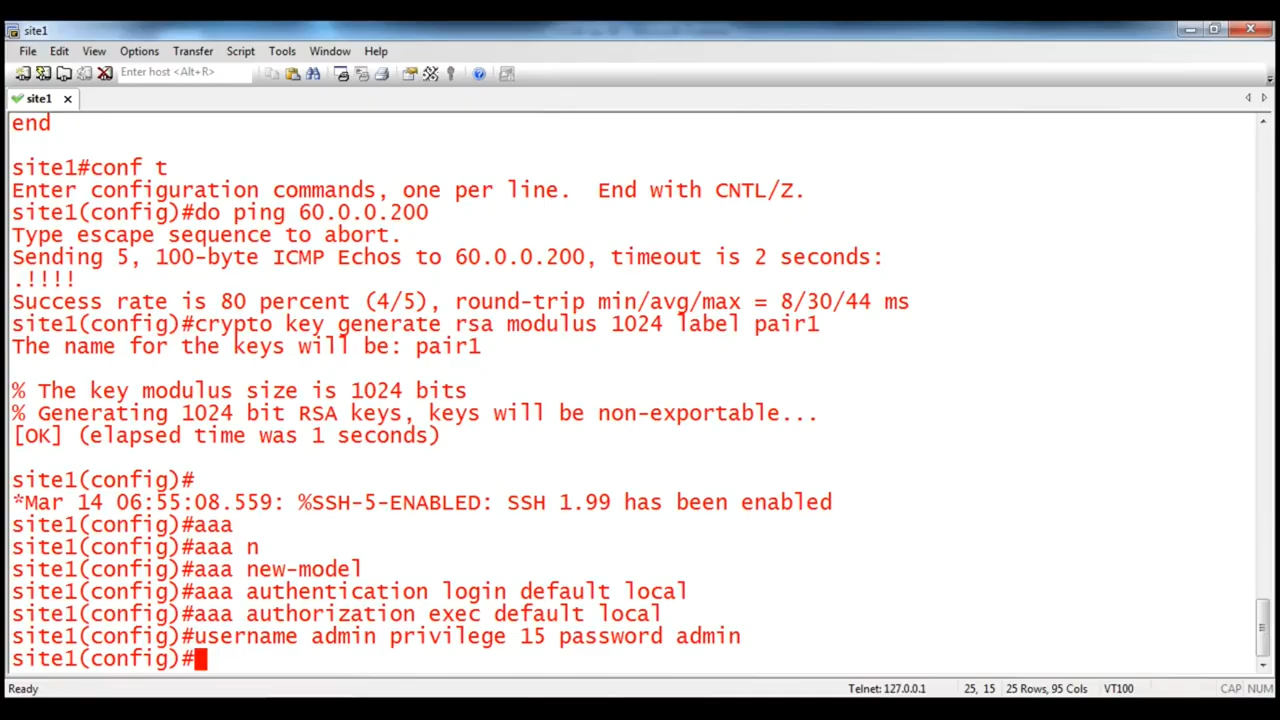 site1
File Edit View Options Transfer Script Tools Window Help
Enter host <Alt+R>
site1
end
site1#conf t
Enter configuration commands, one per line.  End with CNTL/Z.
site1(config)#do ping 60.0.0.200
Type escape sequence to abort.
Sending 5, 100-byte ICMP Echos to 60.0.0.200, timeout is 2 seconds:
.!!!!
Success rate is 80 percent (4/5), round-trip min/avg/max = 8/30/44 ms
site1(config)#crypto key generate rsa modulus 1024 label pair1
The name for the keys will be: pair1
% The key modulus size is 1024 bits
% Generating 1024 bit RSA keys, keys will be non-exportable...
[OK] (elapsed time was 1 seconds)
site1(config)#
*Mar 14 06:55:08.559: %SSH-5-ENABLED: SSH 1.99 has been enabled
site1(config)#aaa
site1(config)#aaa n
site1(config)#aaa new-model
site1(config)#aaa authentication login default local
site1(config)#aaa authorization exec default local
site1(config)#username admin privilege 15 password admin
site1(config)#
Ready Telnet: 127.0.0.1 25, 15 25 Rows, 95 Cols VT100 CAP NUM